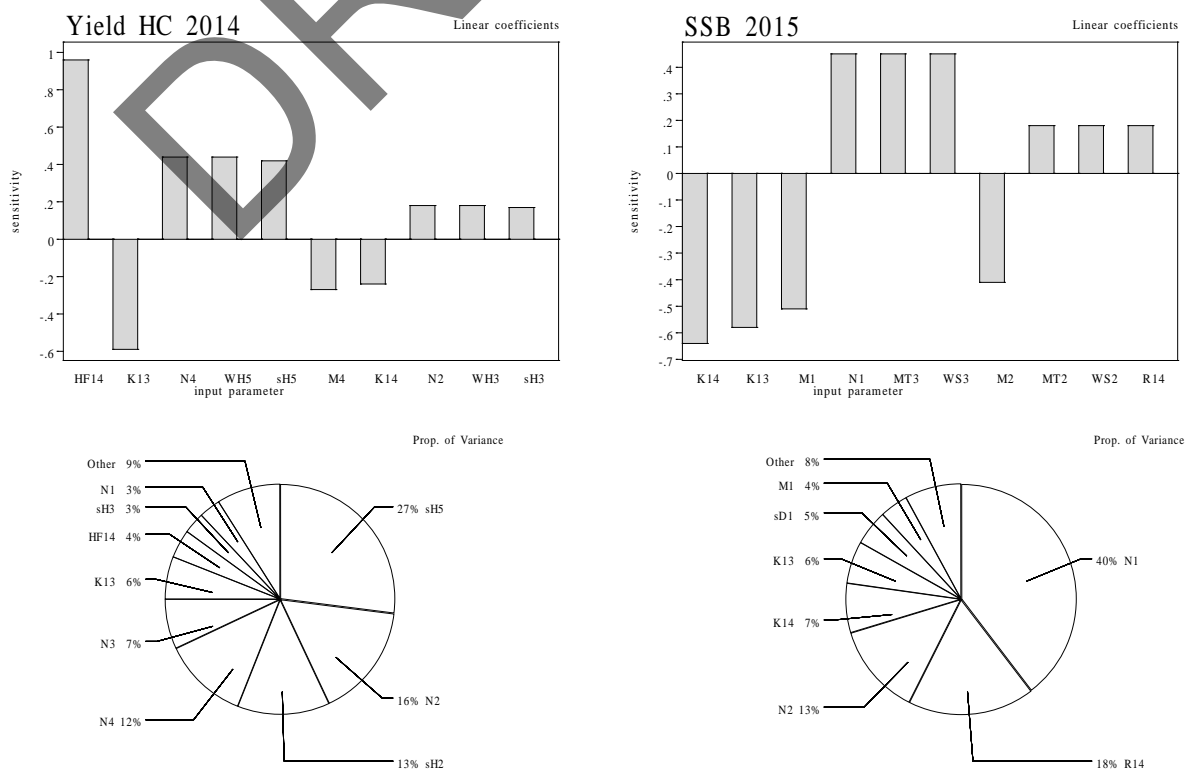 Yield HC 2014
Linear coefficients
1
.8
.6
.4
.2
0
-.2
-.4
-.6
sensitivity
HF14 K13 N4 WH5 sH5 M4 K14 N2 WH3 sH3
input parameter
SSB 2015
Linear coefficients
.4
.3
.2
.1
0
-.1
-.2
-.3
-.4
-.5
-.6
-.7
sensitivity
K14 K13 M1 N1 MT3 WS3 M2 MT2 WS2 R14
input parameter
Prop. of Variance
Other 9%
N1 3%
sH3 3%
HF14 4%
K13 6%
N3 7%
N4 12%
27% sH5
16% N2
13% sH2
Prop. of Variance
Other 8%
M1 4%
sD1 5%
K13 6%
K14 7%
N2 13%
40% N1
18% R14